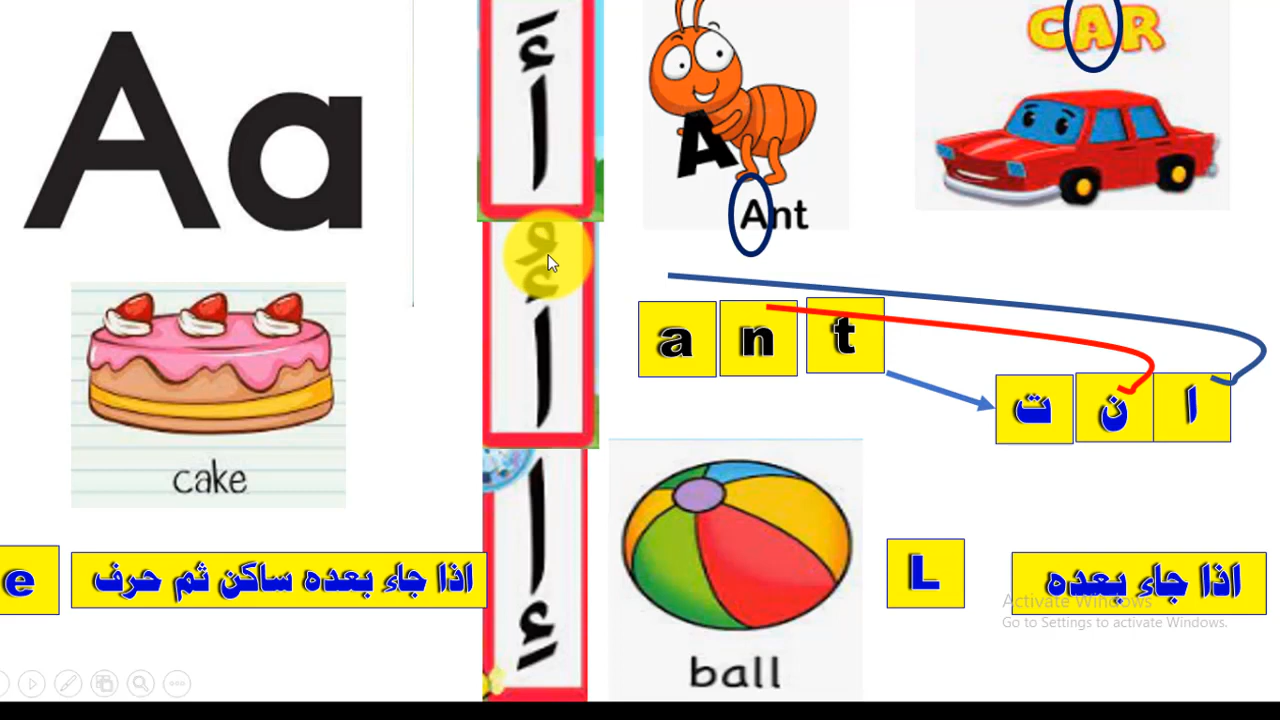 Aa
أَ
أُ
إِ
A
Ant
CAR
a n t
ا ن ت
cake
ball
e
اذا جاء بعده ساكن ثم حرف
L
اذا جاء بعده
Activate Windows
Go to Settings to activate Windows.